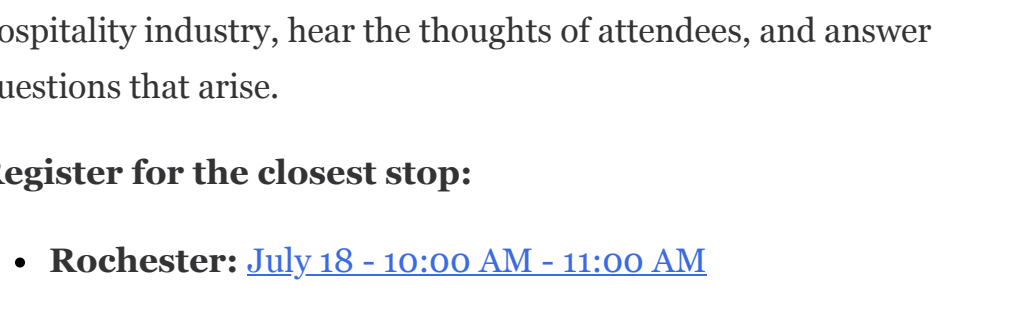 ospitality industry, hear the thoughts of attendees, and answer
uestions that arise.
egister for the closest stop:
• Rochester: July 18 - 10:00 AM - 11:00 AM